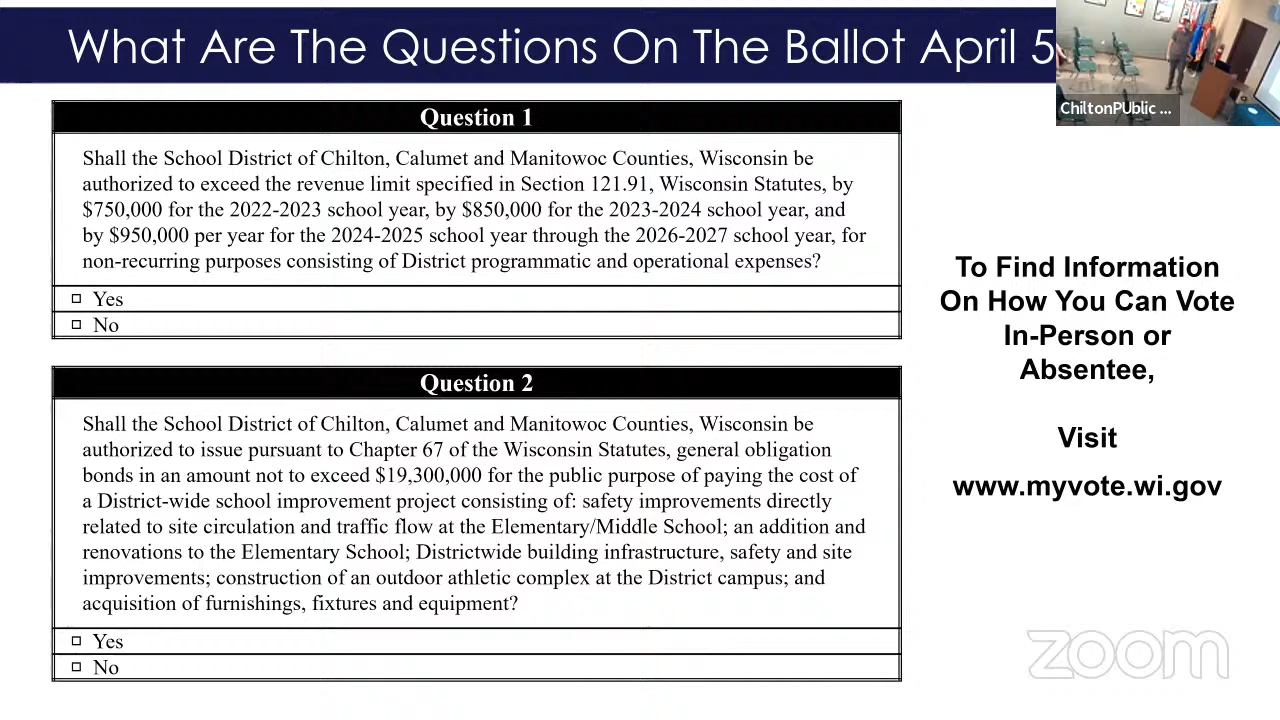 What Are The Questions On The Ballot April 5
ChiltonPUblic ...
Question 1
Shall the School District of Chilton, Calumet and Manitowoc Counties, Wisconsin be
authorized to exceed the revenue limit specified in Section 121.91, Wisconsin Statutes, by
$750,000 for the 2022-2023 school year, by $850,000 for the 2023-2024 school year, and
by $950,000 per year for the 2024-2025 school year through the 2026-2027 school year, for
non-recurring purposes consisting of District programmatic and operational expenses?
Yes
No
Question 2
Shall the School District of Chilton, Calumet and Manitowoc Counties, Wisconsin be
authorized to issue pursuant to Chapter 67 of the Wisconsin Statutes, general obligation
bonds in an amount not to exceed $19,300,000 for the public purpose of paying the cost of
a District-wide school improvement project consisting of: safety improvements directly
related to site circulation and traffic flow at the Elementary/Middle School; an addition and
renovations to the Elementary School; Districtwide building infrastructure, safety and site
improvements; construction of an outdoor athletic complex at the District campus; and
acquisition of furnishings, fixtures and equipment?
Yes
No
To Find Information
On How You Can Vote
In-Person or
Absentee,
Visit
www.myvote.wi.gov
zoom